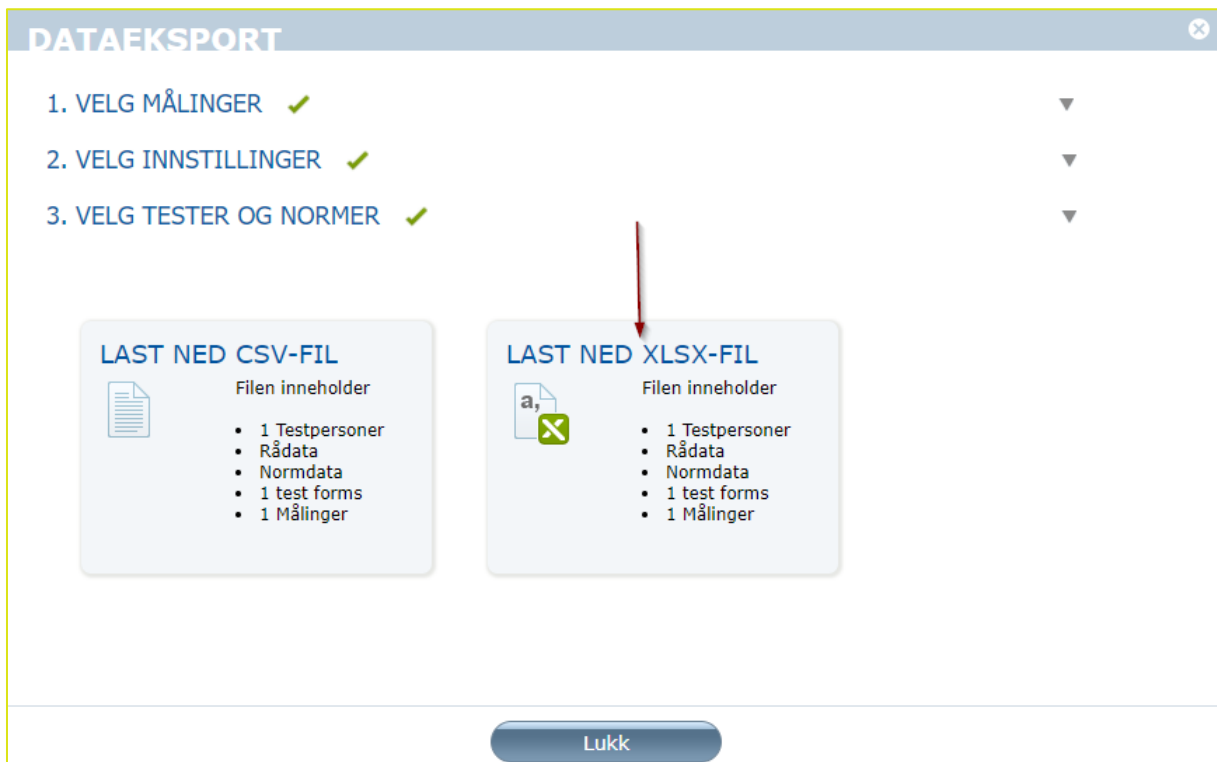 DATAEKSPORT
1. VELG MÅLINGER
2. VELG INNSTILLINGER
3. VELG TESTER OG NORMER
LAST NED CSV-FIL
Filen inneholder
• 1 Testpersoner
• Rådata
• Normdata
• 1 test forms
• 1 Målinger
LAST NED XLSX-FIL
a,
Filen inneholder
• 1 Testpersoner
• Rådata
• Normdata
• 1 test forms
• 1 Målinger
Lukk